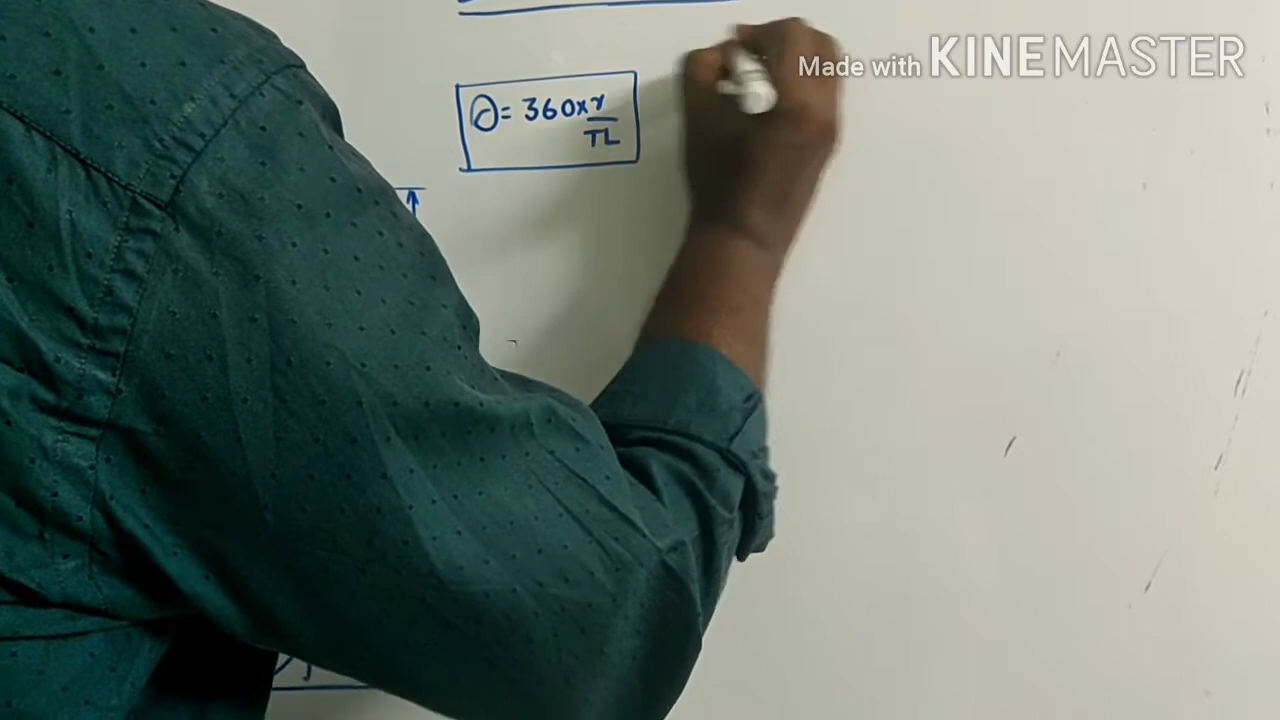 Made with KINEMASTER
θ = 360 × r
TL